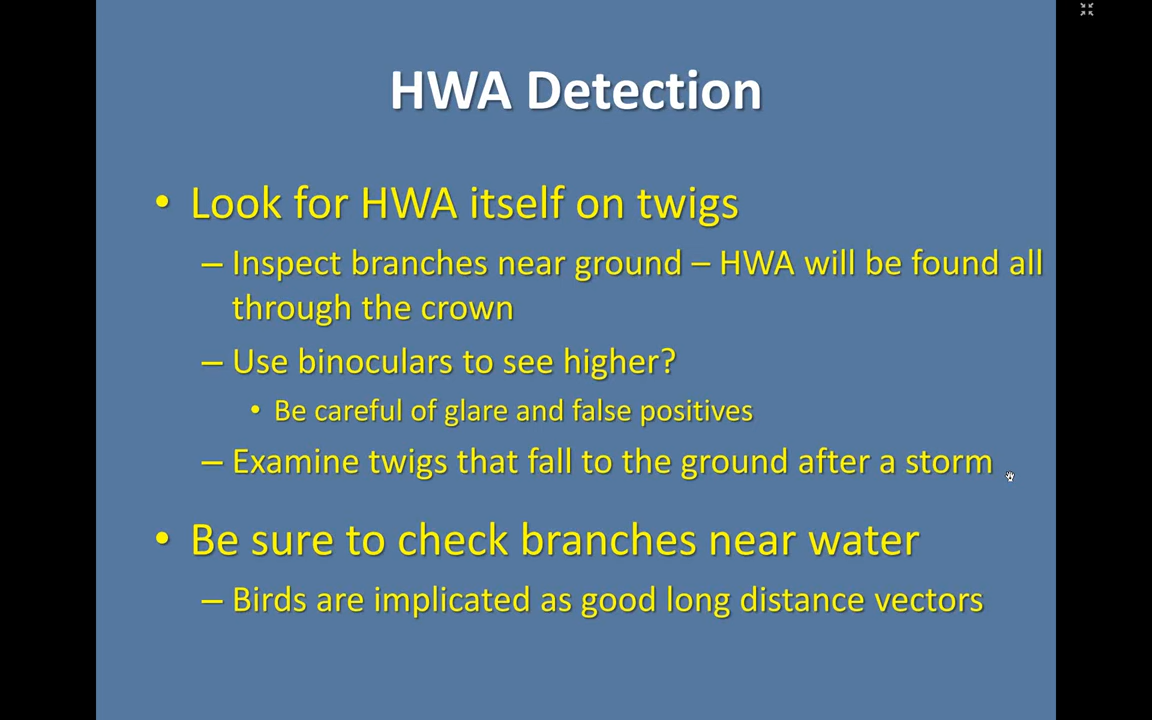 HWA Detection
• Look for HWA itself on twigs
– Inspect branches near ground – HWA will be found all
through the crown
– Use binoculars to see higher?
• Be careful of glare and false positives
– Examine twigs that fall to the ground after a storm
• Be sure to check branches near water
– Birds are implicated as good long distance vectors